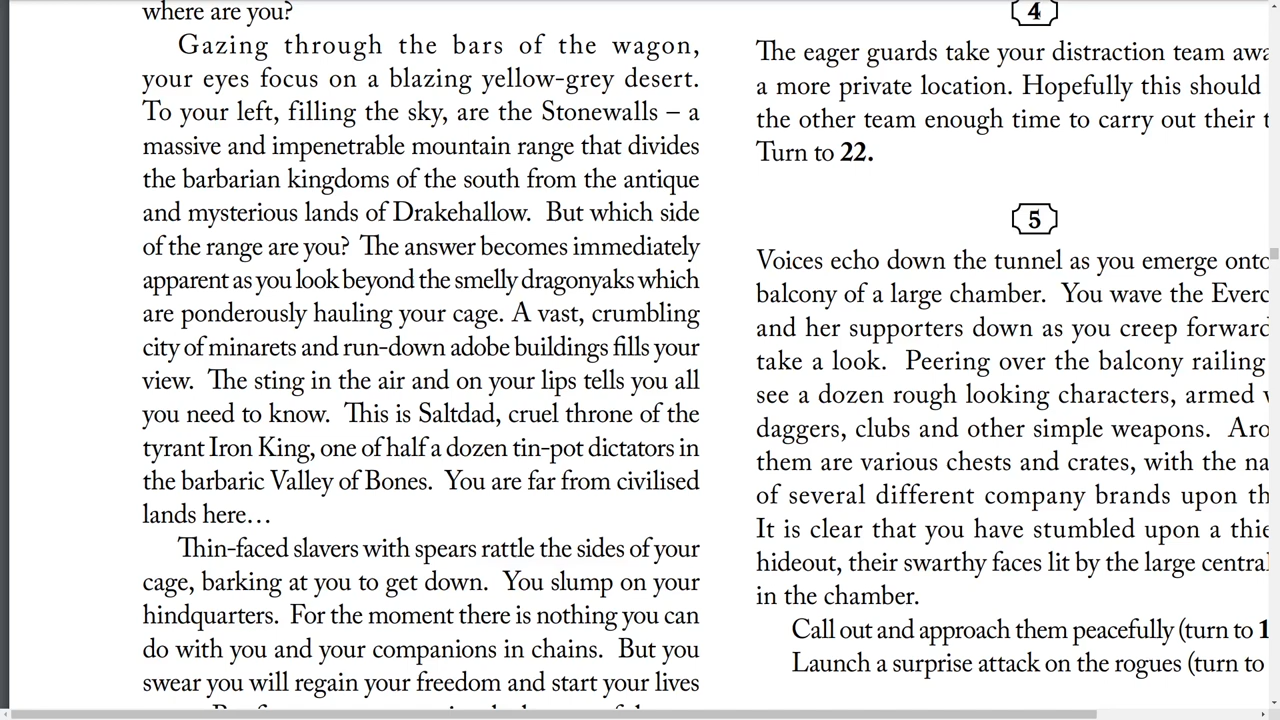 where are you?
Gazing through the bars of the wagon,
your eyes focus on a blazing yellow-grey desert.
To your left, filling the sky, are the Stonewalls – a
massive and impenetrable mountain range that divides
the barbarian kingdoms of the south from the antique
and mysterious lands of Drakehallow. But which side
of the range are you? The answer becomes immediately
apparent as you look beyond the smelly dragonyaks which
are ponderously hauling your cage. A vast, crumbling
city of minarets and run-down adobe buildings fills your
view. The sting in the air and on your lips tells you all
you need to know. This is Saltdad, cruel throne of the
tyrant Iron King, one of half a dozen tin-pot dictators in
the barbaric Valley of Bones. You are far from civilised
lands here…
Thin-faced slavers with spears rattle the sides of your
cage, barking at you to get down. You slump on your
hindquarters. For the moment there is nothing you can
do with you and your companions in chains. But you
swear you will regain your freedom and start your lives
4
The eager guards take your distraction team
a more private location. Hopefully this should
the other team enough time to carry out their
Turn to 22.
5
Voices echo down the tunnel as you emerge
balcony of a large chamber. You wave the
and her supporters down as you creep
take a look. Peering over the balcony railing
see a dozen rough looking characters, armed
daggers, clubs and other simple weapons.
them are various chests and crates, with the
of several different company brands upon
It is clear that you have stumbled upon a
hideout, their swarthy faces lit by the large
in the chamber.
Call out and approach them peacefully (turn to
Launch a surprise attack on the rogues (turn to